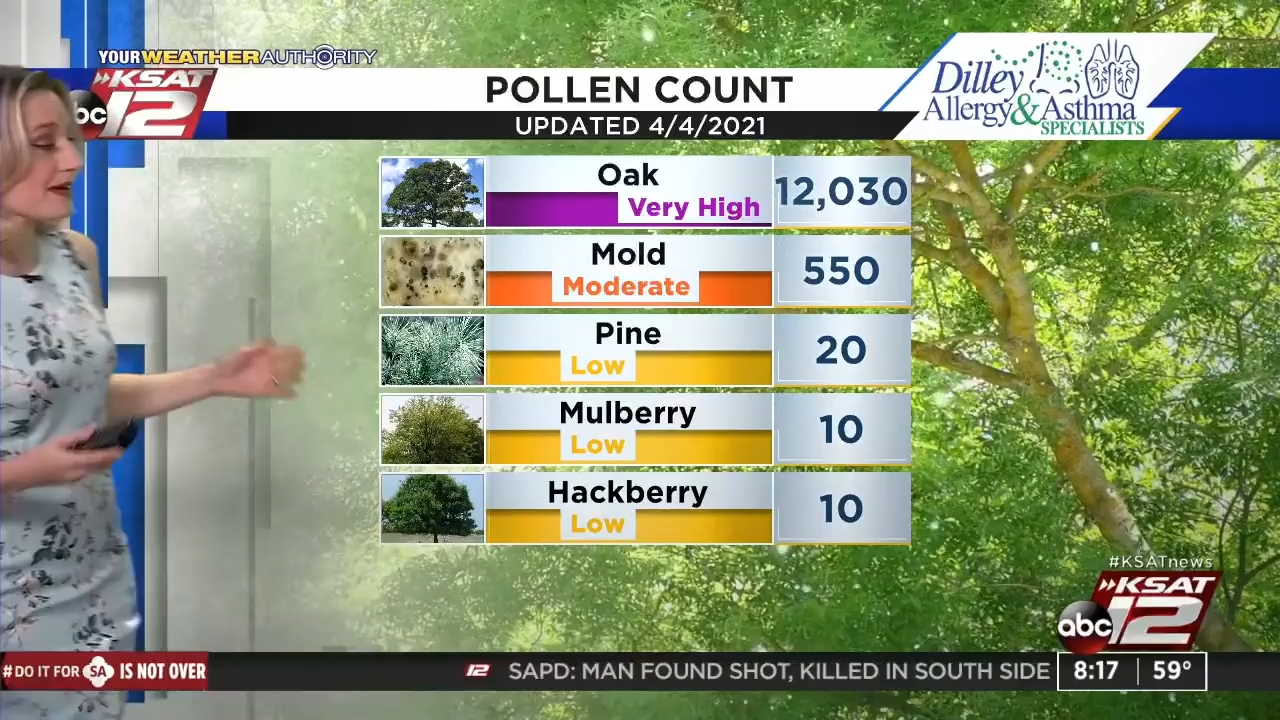 YOUR WEATHER AUTHORITY
KSAT
abc 12
POLLEN COUNT
UPDATED 4/4/2021
Dilley
Allergy & Asthma
SPECIALISTS
Oak
Very High
12,030
Mold
Moderate
550
Pine
Low
20
Mulberry
Low
10
Hackberry
Low
10
#KSATnews
KSAT
abc 12
#DO IT FOR SA IS NOT OVER
12 SAPD: MAN FOUND SHOT, KILLED IN SOUTH SIDE
8:17 59°